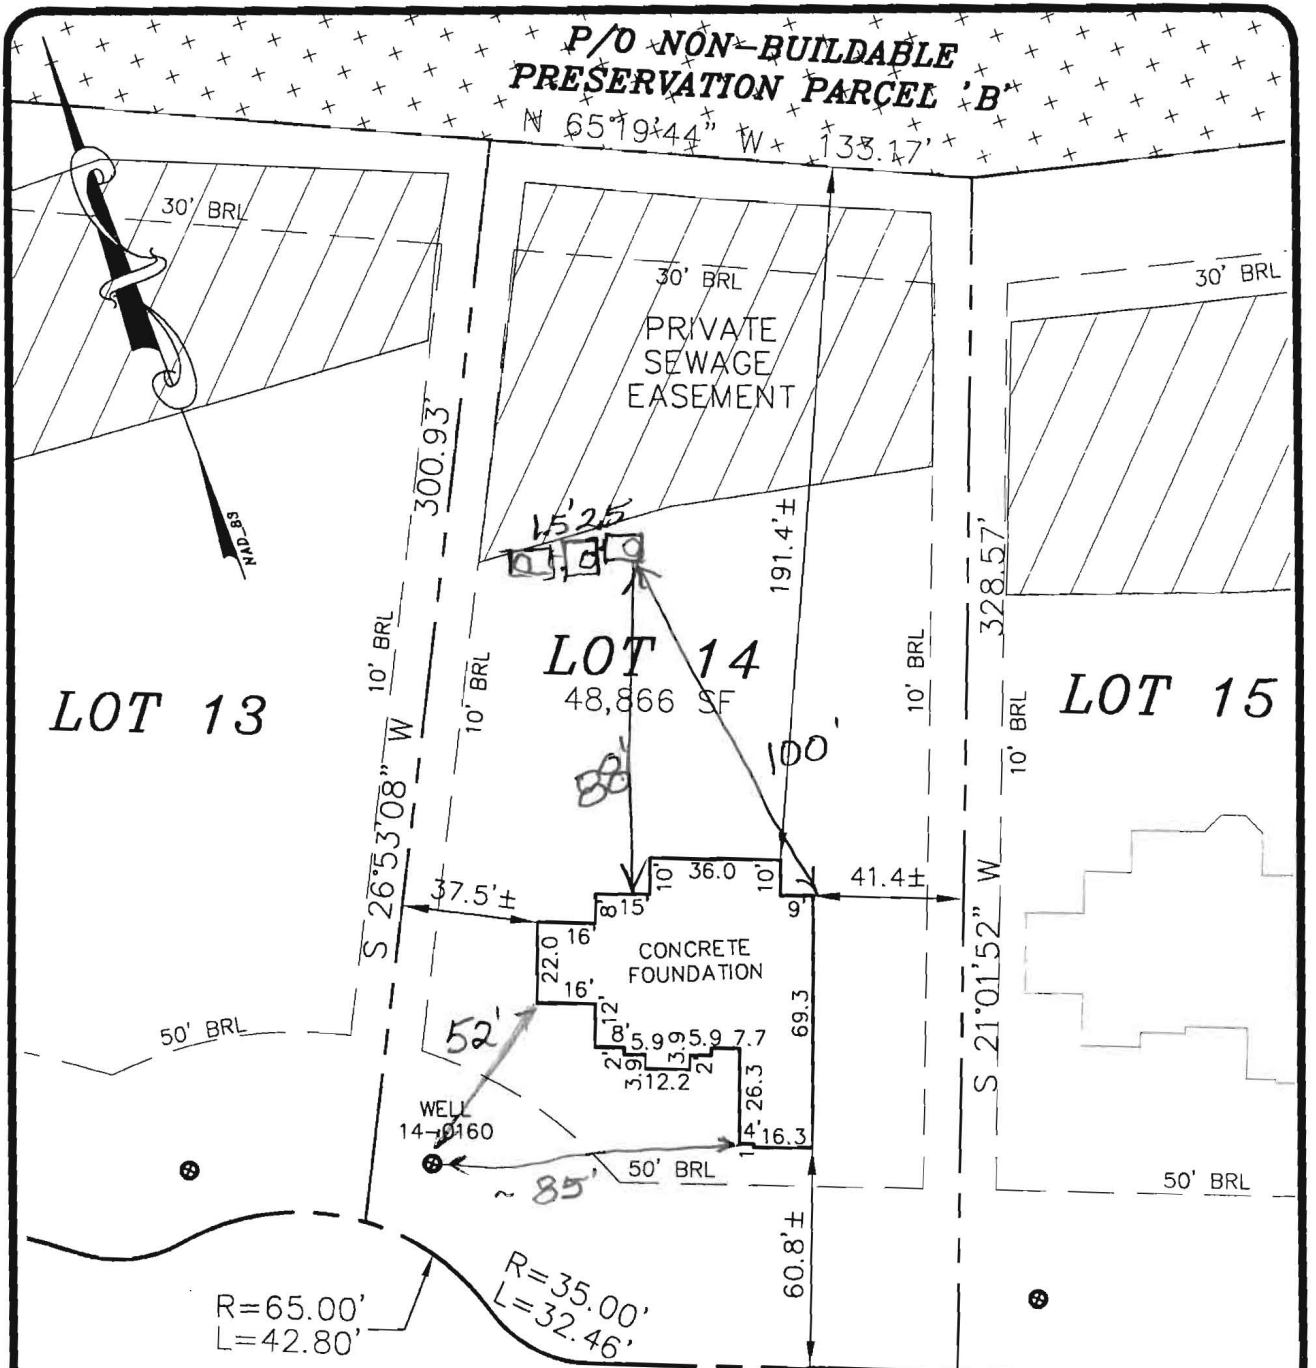 P/O NON-BUILDABLE
PRESERVATION PARCEL 'B'
N 65°19'44" W 133.17'
30' BRL
30' BRL
30' BRL
PRIVATE
SEWAGE
EASEMENT
NAD_83
300.93'
15' 25'
191.4'±
328.57'
10' BRL
10' BRL
10' BRL
10' BRL
LOT 13
LOT 14
48,866 SF
LOT 15
88'
100'
S 26°53'08" W
37.5'±
10'
36.0
10'
41.4±
8'
15'
9'
16'
22.0
CONCRETE
FOUNDATION
69.3
S 21°01'52" W
16'
12'
52'
8'
5.9
3.9
5.9
7.7
2'
3.9
12.2
2'
26.3
50' BRL
WELL
14-0160
4'
16.3
1'
~ 85'
50' BRL
50' BRL
60.8'±
R=65.00'
L=42.80'
R=35.00'
L=32.46'